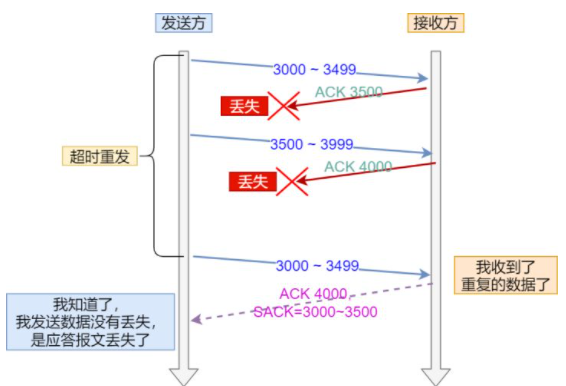 发送方
接收方
3000 ~ 3499
ACK 3500
丢失
3500 ~ 3999
超时重发
ACK 4000
丢失
3000 ~ 3499
我收到了
重复的数据了
ACK 4000,
SACK=3000~3500
我知道了，
我发送数据没有丢失，
是应答报文丢失了